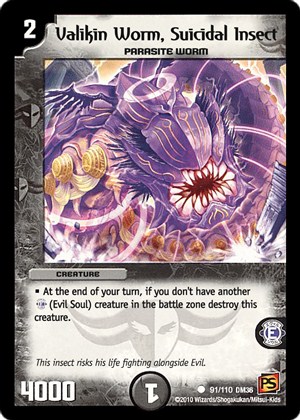 2
Valikin Worm, Suicidal Insect
PARASITE WORM
CREATURE
▪ At the end of your turn, if you don't have another
(Evil Soul) creature in the battle zone destroy this
creature.
E
This insect risks his life fighting alongside Evil.
4000
1
91/110 DM36
©2010 Wizards/Shogakukan/Mitsui-Kids
PS